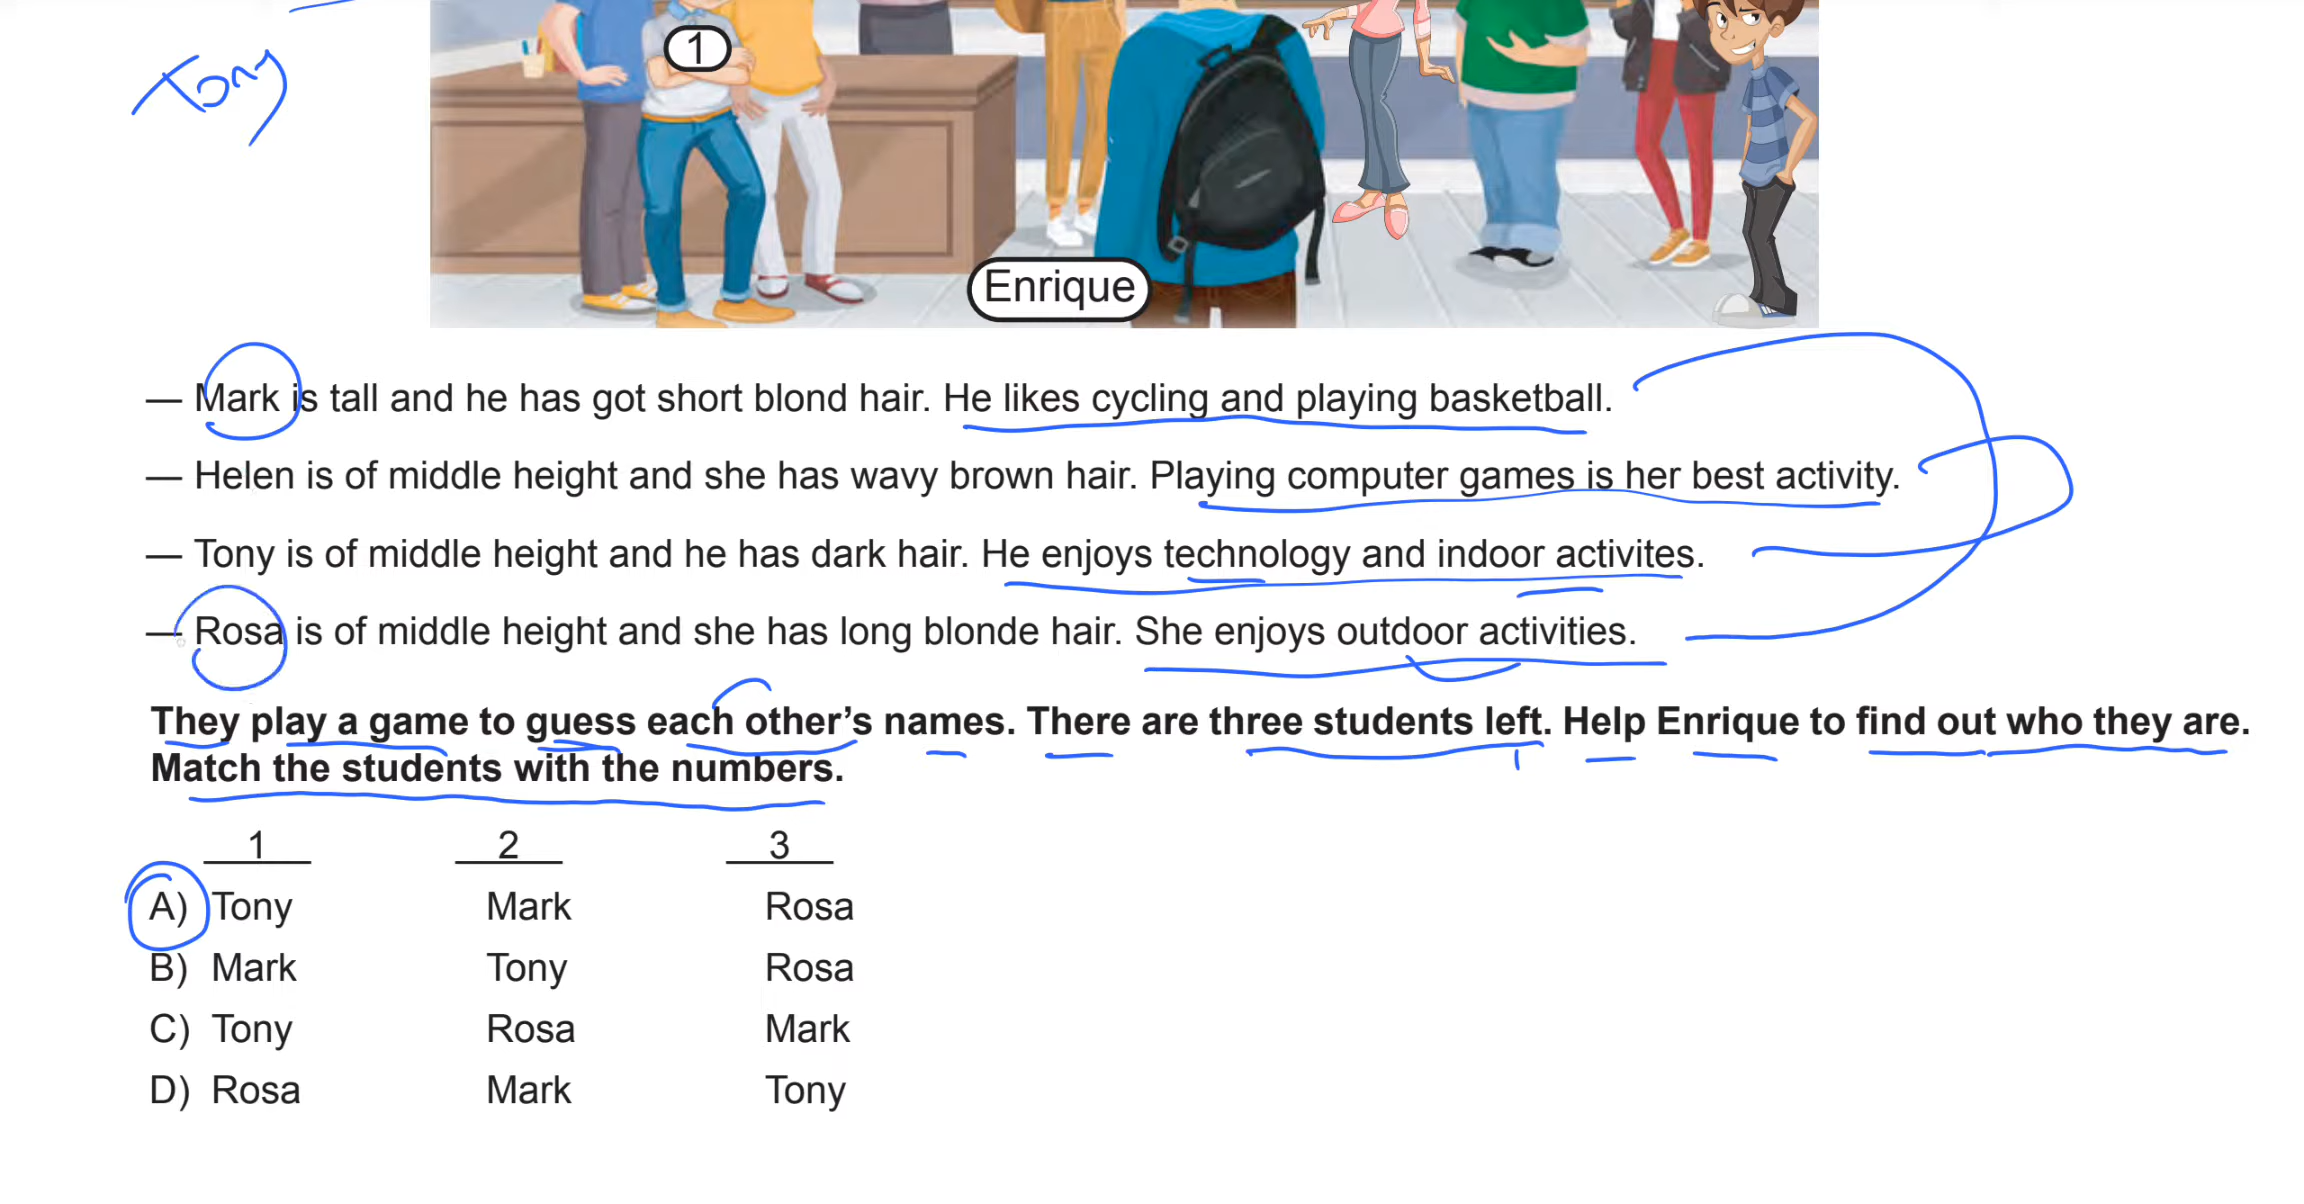 1
Tony
Enrique
— Mark is tall and he has got short blond hair. He likes cycling and playing basketball.
— Helen is of middle height and she has wavy brown hair. Playing computer games is her best activity.
— Tony is of middle height and he has dark hair. He enjoys technology and indoor activites.
— Rosa is of middle height and she has long blonde hair. She enjoys outdoor activities.
They play a game to guess each other’s names. There are three students left. Help Enrique to find out who they are.
Match the students with the numbers.
1 2 3
A) Tony Mark Rosa
B) Mark Tony Rosa
C) Tony Rosa Mark
D) Rosa Mark Tony